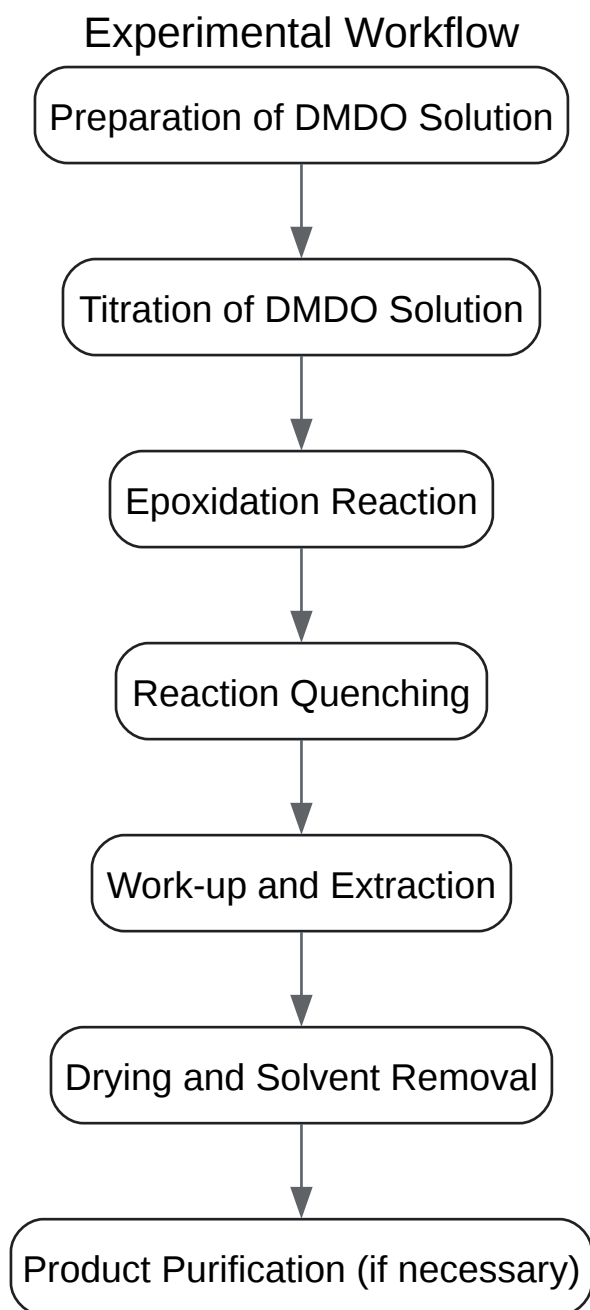 Experimental Workflow
Preparation of DMDO Solution
Titration of DMDO Solution
Epoxidation Reaction
Reaction Quenching
Work-up and Extraction
Drying and Solvent Removal
Product Purification (if necessary)